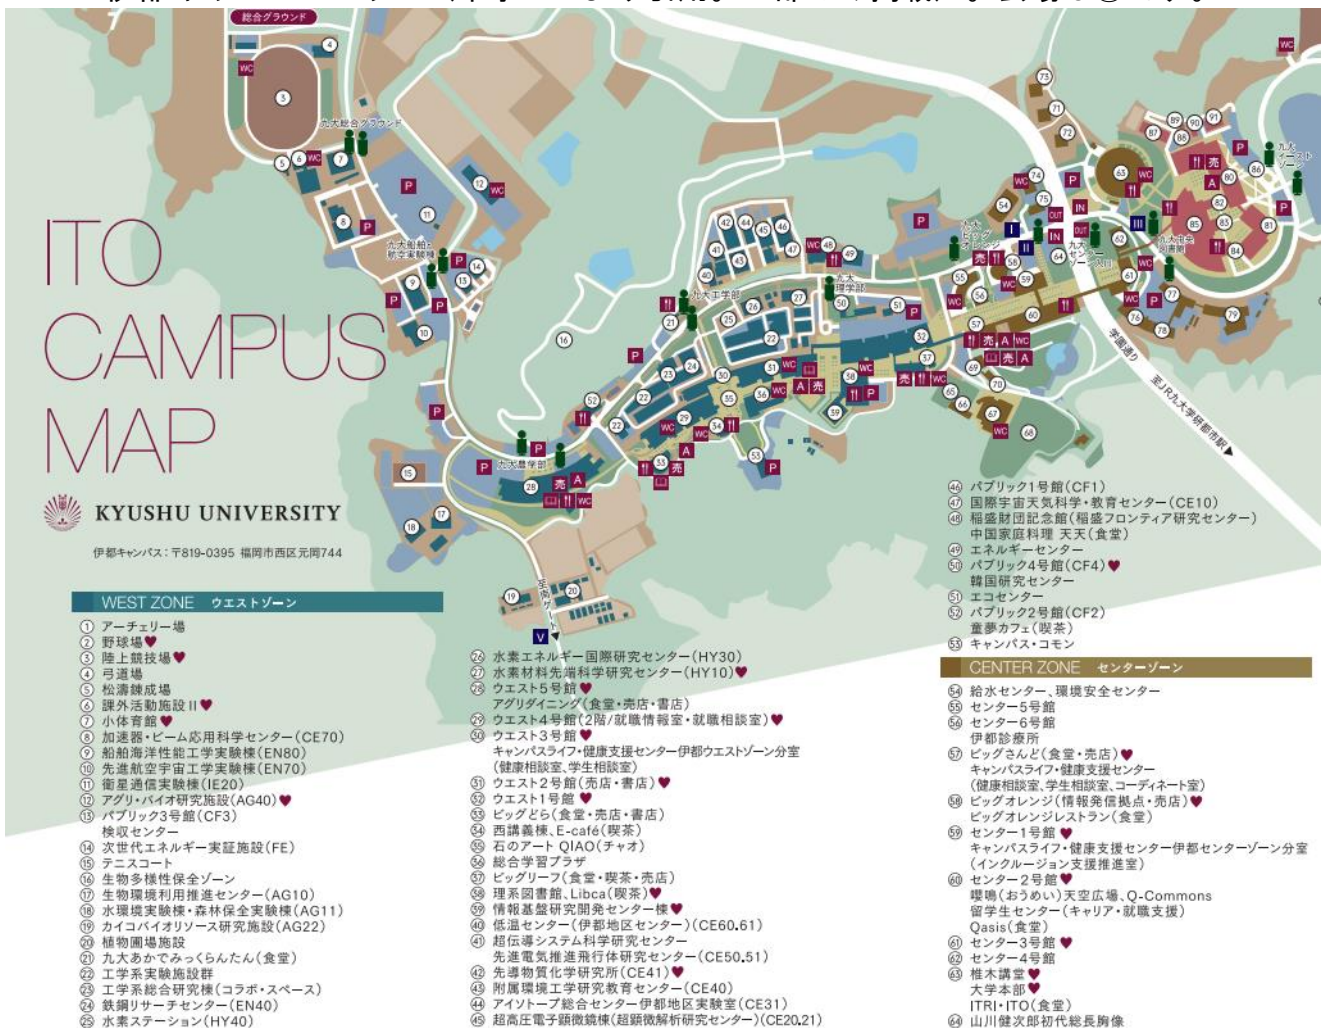 総合グラウンド
九大総合グラウンド
九大船舶・
航空実験棟
九大工学部
九大
理学部
九大
ビッグ
オレンジ
九大
センター
ゾーン入口
九大中央
図書館
九大
イースト
ゾーン
九大農学部
学園通り
至JR九大学研都市駅▶
ITO
CAMPUS
MAP
KYUSHU UNIVERSITY
伊都キャンパス:〒819-0395 福岡市西区元岡744
WEST ZONE ウエストゾーン
① アーチェリー場
② 野球場♥
③ 陸上競技場♥
④ 弓道場
⑤ 松濤錬成場
⑥ 課外活動施設Ⅱ♥
⑦ 小体育館♥
⑧ 加速器・ビーム応用科学センター(CE70)
⑨ 船舶海洋性能工学実験棟(EN80)
⑩ 先進航空宇宙工学実験棟(EN70)
⑪ 衛星通信実験棟(IE20)
⑫ アグリ・バイオ研究施設(AG40)♥
⑬ パブリック3号館(CF3)
検収センター
⑭ 次世代エネルギー実証施設(FE)
⑮ テニスコート
⑯ 生物多様性保全ゾーン
⑰ 生物環境利用推進センター(AG10)
⑱ 水環境実験棟・森林保全実験棟(AG11)
⑲ カイコバイオリソース研究施設(AG22)
⑳ 植物圃場施設
㉑ 九大あかでみっくらんたん(食堂)
㉒ 工学系実験施設群
㉓ 工学系総合研究棟(コラボ・スペース)
㉔ 鉄鋼リサーチセンター(EN40)
㉕ 水素ステーション(HY40)
㉖ 水素エネルギー国際研究センター(HY30)
㉗ 水素材料先端科学研究センター(HY10)♥
㉘ ウエスト5号館♥
アグリダイニング(食堂・売店・書店)
㉙ ウエスト4号館(2階/就職情報室・就職相談室)♥
㉚ ウエスト3号館♥
キャンパスライフ・健康支援センター伊都ウエストゾーン分室
(健康相談室、学生相談室)
㉛ ウエスト2号館(売店・書店)♥
㉜ ウエスト1号館♥
㉝ ビッグどら(食堂・売店・書店)
㉞ 西講義棟、E-café(喫茶)
㉟ 石のアート QIAO(チャオ)
㊱ 総合学習プラザ
㊲ ビッグリーフ(食堂・喫茶・売店)
㊳ 理系図書館、Libca(喫茶)♥
㊴ 情報基盤研究開発センター棟♥
㊵ 低温センター(伊都地区センター)(CE60.61)
㊶ 超伝導システム科学研究センター
先進電気推進飛行体研究センター(CE50.51)
㊷ 先導物質化学研究所(CE41)♥
㊸ 附属環境工学研究教育センター(CE40)
㊹ アイソトープ総合センター伊都地区実験室(CE31)
㊺ 超高圧電子顕微鏡棟(超顕微解析研究センター)(CE20.21)
㊻ パブリック1号館(CF1)
㊼ 国際宇宙天気科学・教育センター(CE10)
㊽ 稲盛財団記念館(稲盛フロンティア研究センター)
中国家庭料理 天天(食堂)
㊾ エネルギーセンター
㊿ パブリック4号館(CF4)♥
韓国研究センター
51 エコセンター
52 パブリック2号館(CF2)
童夢カフェ(喫茶)
53 キャンパス・コモン
CENTER ZONE センターゾーン
54 給水センター、環境安全センター
55 センター5号館
56 センター6号館
伊都診療所
57 ビッグさんど(食堂・売店)♥
キャンパスライフ・健康支援センター
(健康相談室、学生相談室、コーディネート室)
58 ビッグオレンジ(情報発信拠点・売店)♥
ビッグオレンジレストラン(食堂)
59 センター1号館♥
キャンパスライフ・健康支援センター伊都センターゾーン分室
(インクルージョン支援推進室)
60 センター2号館♥
嚶鳴(おうめい)天空広場、Q-Commons
留学生センター(キャリア・就職支援)
Qasis(食堂)
61 センター3号館♥
62 センター4号館
63 椎木講堂♥
大学本部♥
ITRI・ITO(食堂)
64 山川健次郎初代総長胸像